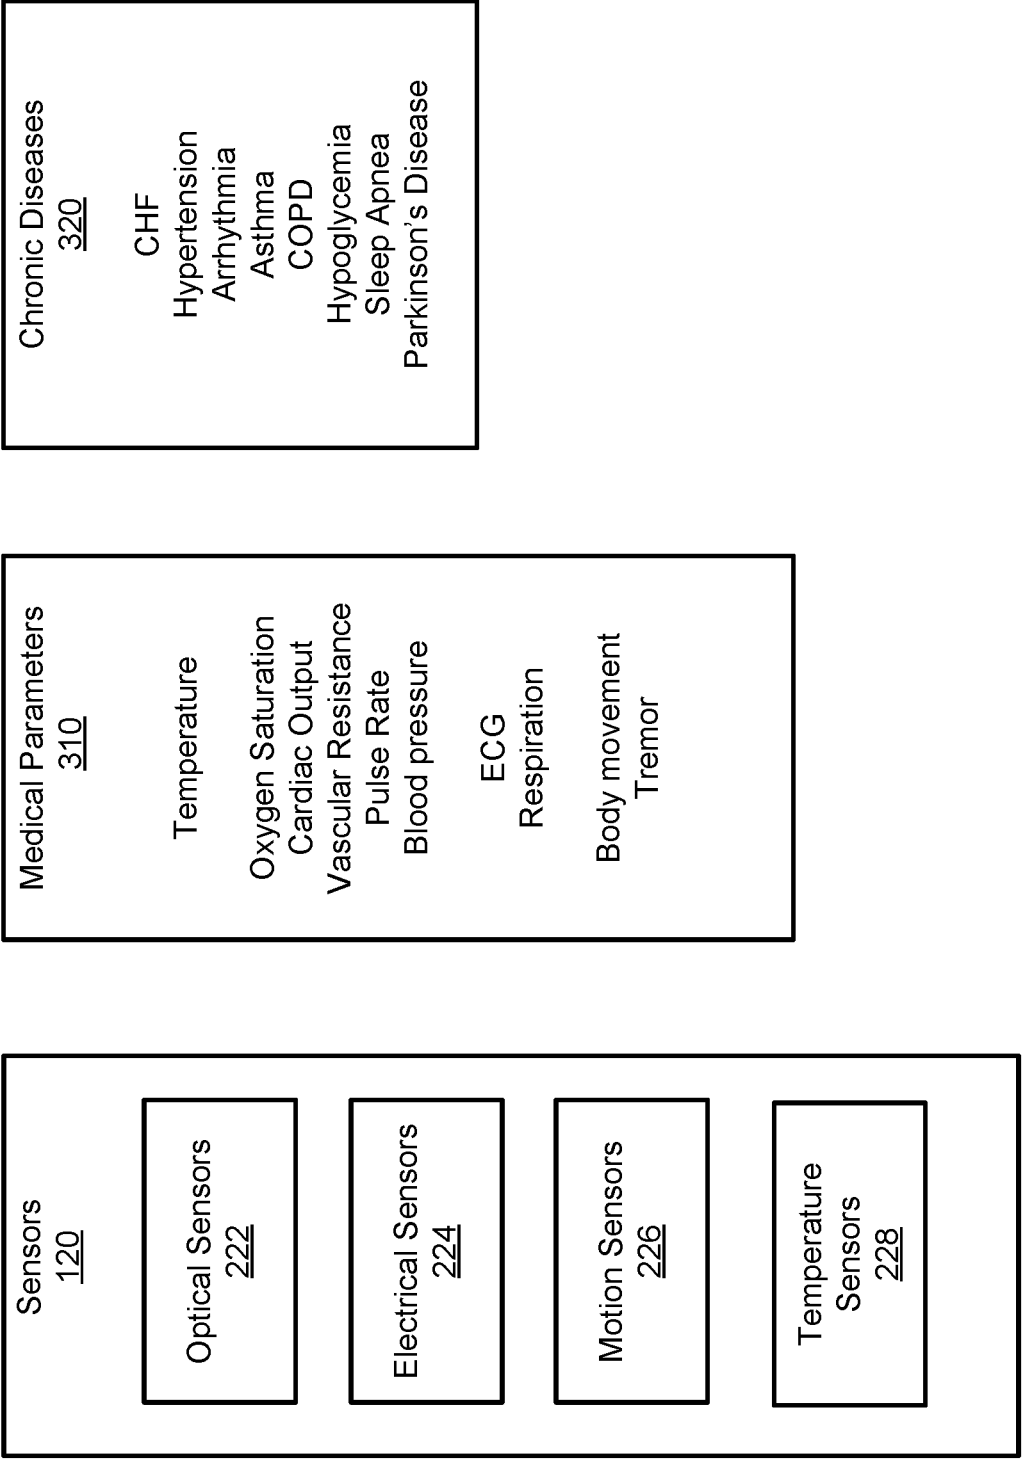 Sensors
120
Optical Sensors
222
Electrical Sensors
224
Motion Sensors
226
Temperature
Sensors
228
Medical Parameters
310
Temperature
Oxygen Saturation
Cardiac Output
Vascular Resistance
Pulse Rate
Blood pressure
ECG
Respiration
Body movement
Tremor
Chronic Diseases
320
CHF
Hypertension
Arrhythmia
Asthma
COPD
Hypoglycemia
Sleep Apnea
Parkinson's Disease